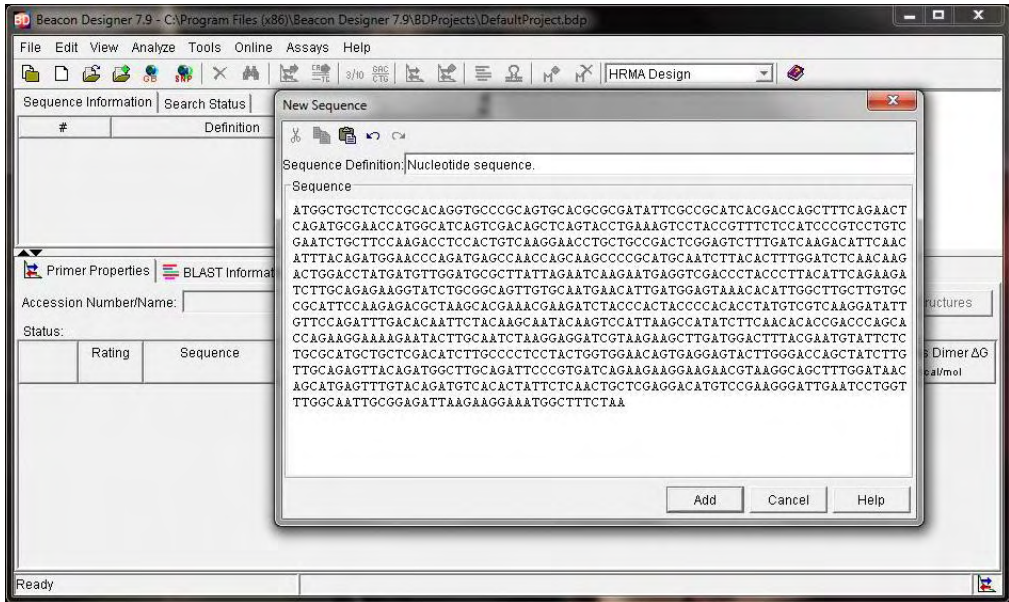 Beacon Designer 7.9 - C:\Program Files (x86)\Beacon Designer 7.9\BDProjects\DefaultProject.bdp
File Edit View Analyze Tools Online Assays Help
HRMA Design
Sequence Information Search Status
# Definition
New Sequence
Sequence Definition: Nucleotide sequence.
Sequence
ATGGCTGCTCTCCGCACAGGTGCCCGCAGTGCACGCGCGATATTCGCCGCATCACGACCAGCTTTCAGAACT
CAGATGCGAACCATGGCATCAGTCGACAGCTCAGTACCTGAAAGTCCTACCGTTTCTCCATCCCGTCCTGTC
GAATCTGCTTCCAAGACCTCCACTGTCAAGGAACCTGCTGCCGACTCGGAGTCTTTGATCAAGACATTCAAC
ATTTACAGATGGAACCCAGATGAGCCAACCAGCAAGCCCCGCATGCAATCTTACACTTTGGATCTCAACAAG
ACTGGACCTATGATGTTGGATGCGCTTATTAGAATCAAGAATGAGGTCGACCCTACCCTTACATTCAGAAGA
TCTTGCAGAGAAGGTATCTGCGGCAGTTGTGCAATGAACATTGATGGAGTAAACACATTGGCTTGCTTGTGC
CGCATTCCAAGAGACGCTAAGCACGAAACGAAGATCTACCCACTACCCCACACCTATGTCGTCAAGGATATT
GTTCCAGATTTGACACAATTCTACAAGCAATACAAGTCCATTAAGCCATATCTTCAACACACCGACCCAGCA
CCAGAAGGAAAAGAATACTTGCAATCTAAGGAGGATCGTAAGAAGCTTGATGGACTTTACGAATGTATTCTC
TGCGCATGCTGCTCGACATCTTGCCCCTCCTACTGGTGGAACAGTGAGGAGTACTTGGGACCAGCTATCTTG
TTGCAGAGTTACAGATGGCTTGCAGATTCCCGTGATCAGAAGAAGGAAGAACGTAAGGCAGCTTTGGATAAC
AGCATGAGTTTGTACAGATGTCACACTATTCTCAACTGCTCGAGGACATGTCCGAAGGGATTGAATCCTGGT
TTGGCAATTGCGGAGATTAAGAAGGAAATGGCTTTCTAA
Add Cancel Help
Primer Properties BLAST Informat
Accession Number/Name: ructures
Status:
Rating Sequence s Dimer ΔG
cal/mol
Ready